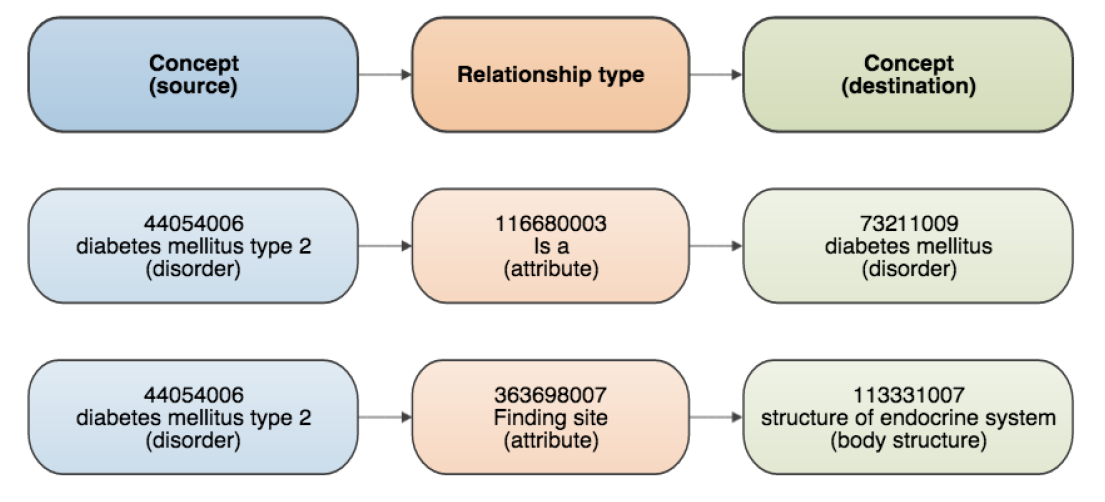 Concept
(source)
Relationship type
Concept
(destination)
44054006
diabetes mellitus type 2
(disorder)
116680003
Is a
(attribute)
73211009
diabetes mellitus
(disorder)
44054006
diabetes mellitus type 2
(disorder)
363698007
Finding site
(attribute)
113331007
structure of endocrine system
(body structure)